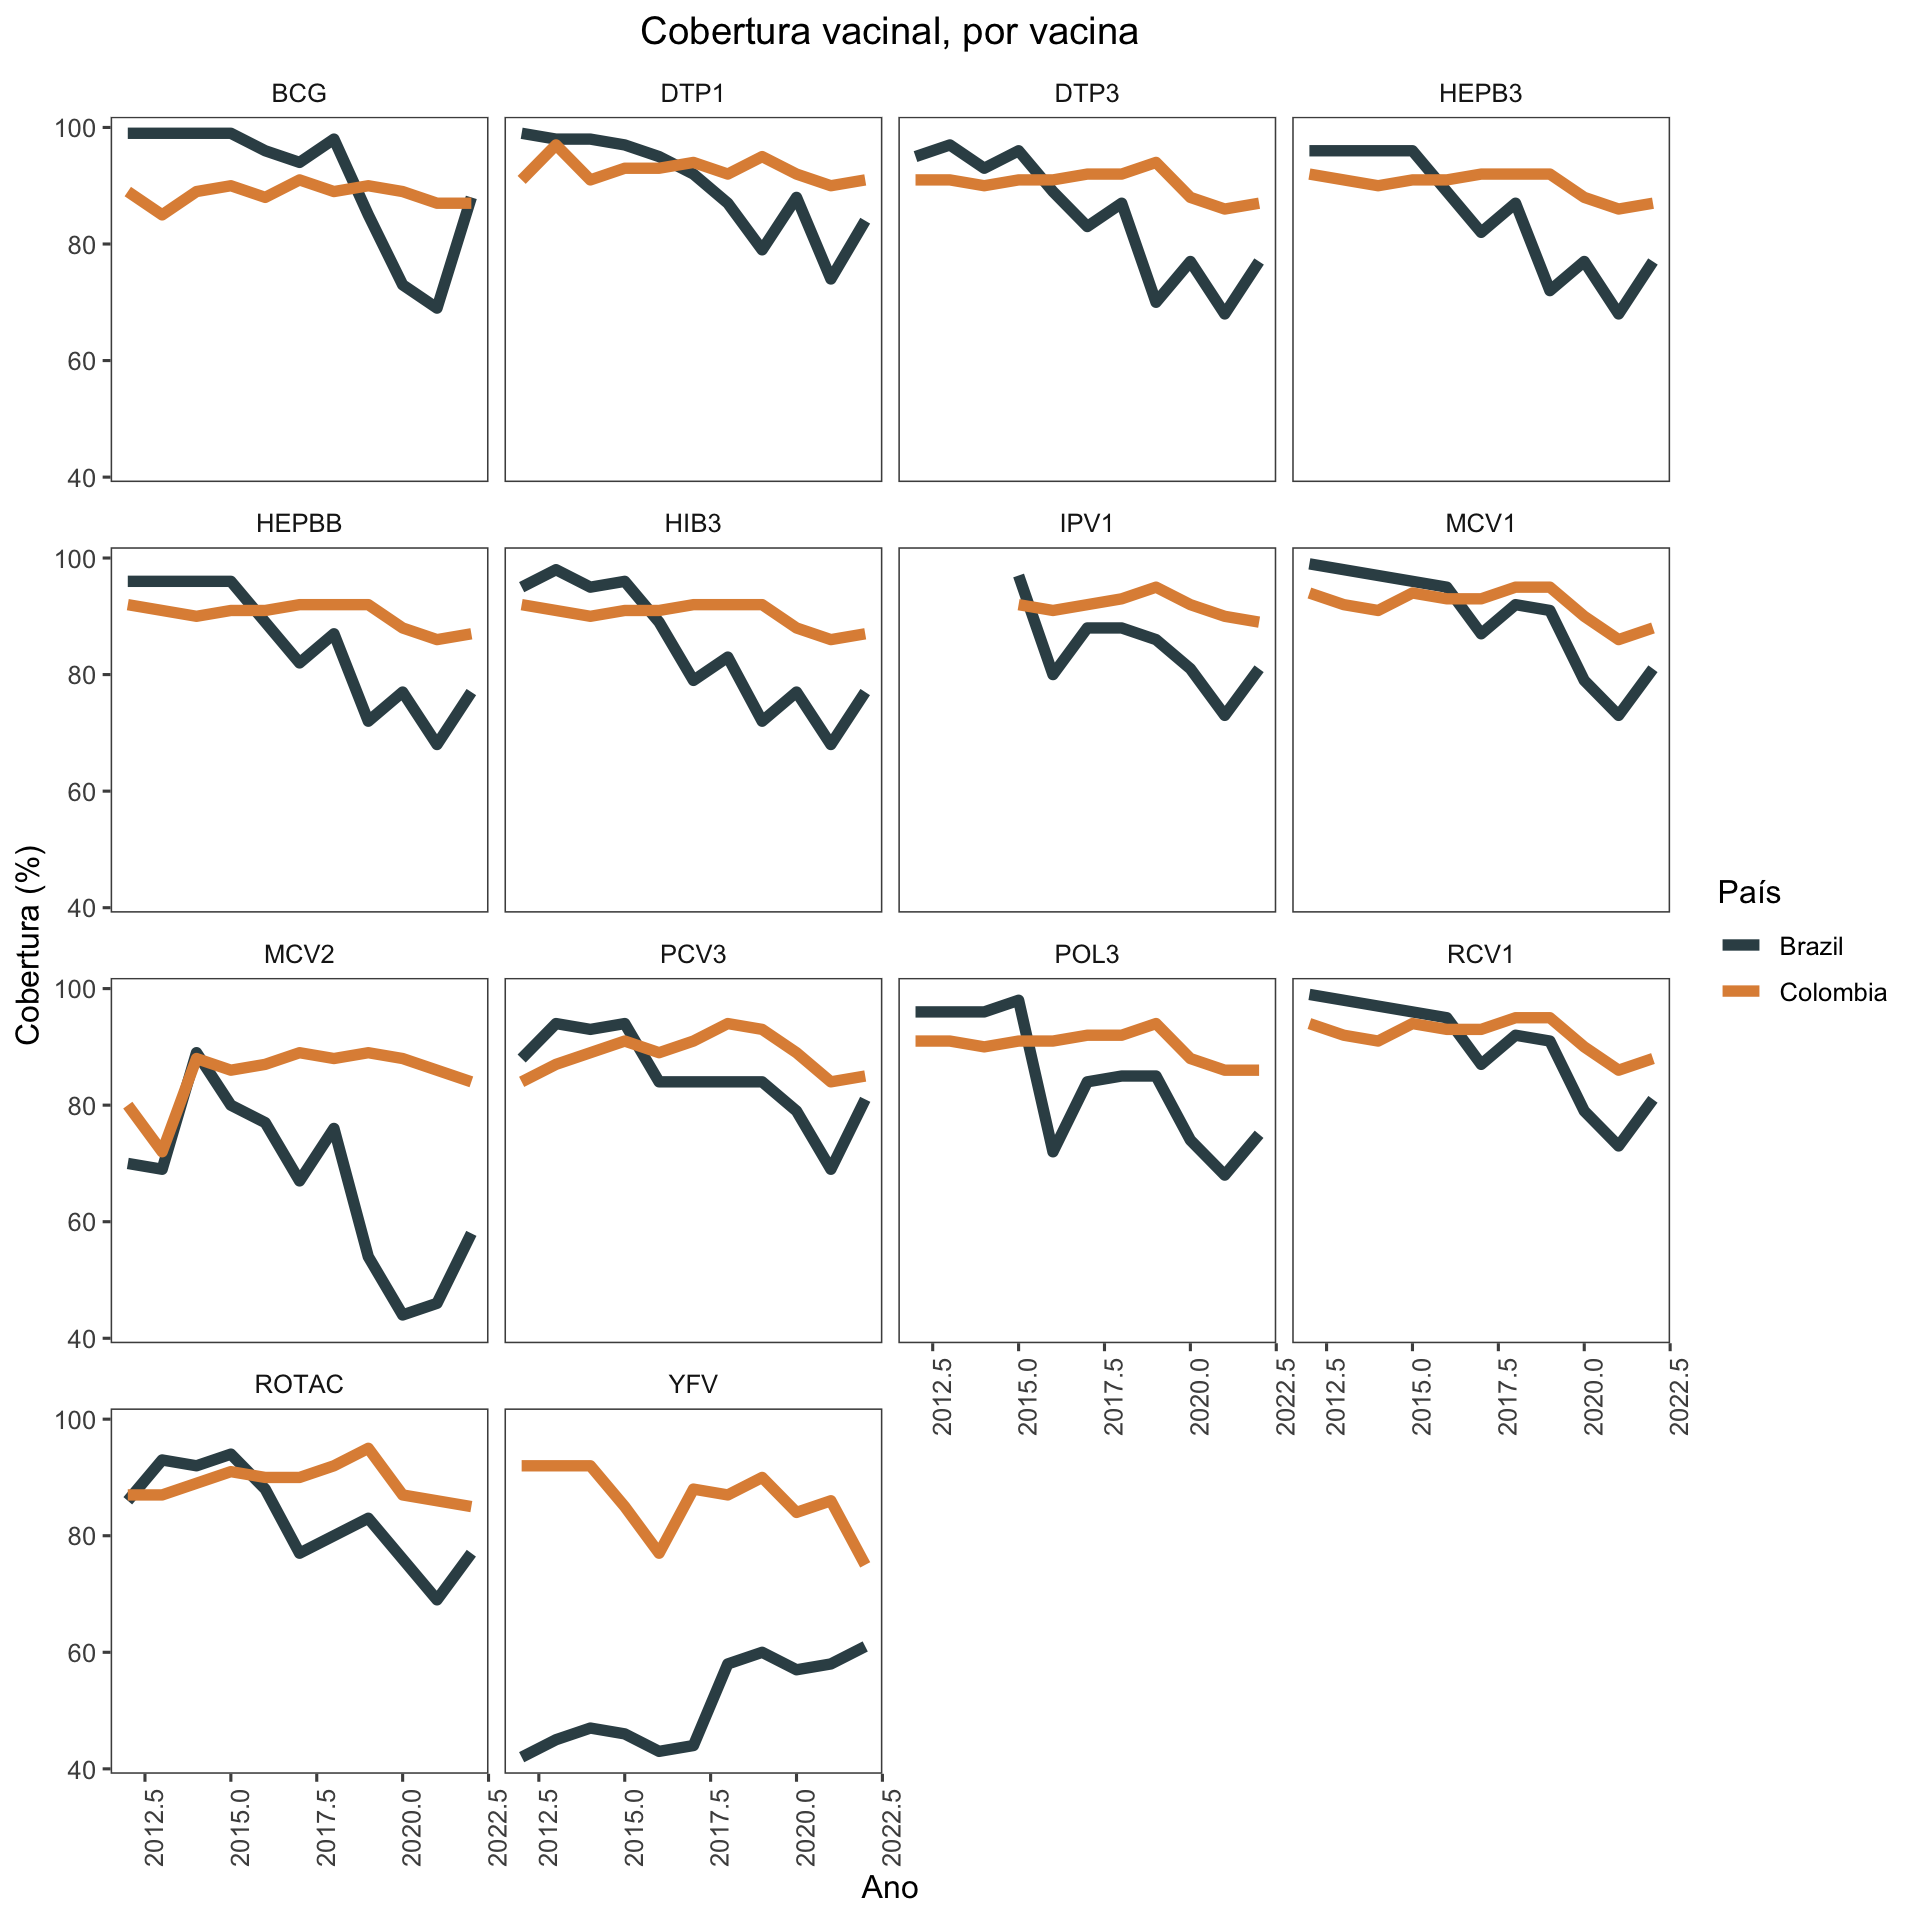 Cobertura vacinal, por vacina
BCG DTP1 DTP3 HEPB3
100
80
60
40
HEPBB HIB3 IPV1 MCV1
100
80
60
40
MCV2 PCV3 POL3 RCV1
100
80
60
40
2012.5 2015.0 2017.5 2020.0 2022.5 2012.5 2015.0 2017.5 2020.0 2022.5
ROTAC YFV
100
80
60
40
2012.5 2015.0 2017.5 2020.0 2022.5 2012.5 2015.0 2017.5 2020.0 2022.5
Ano
Cobertura (%)
País
Brazil
Colombia